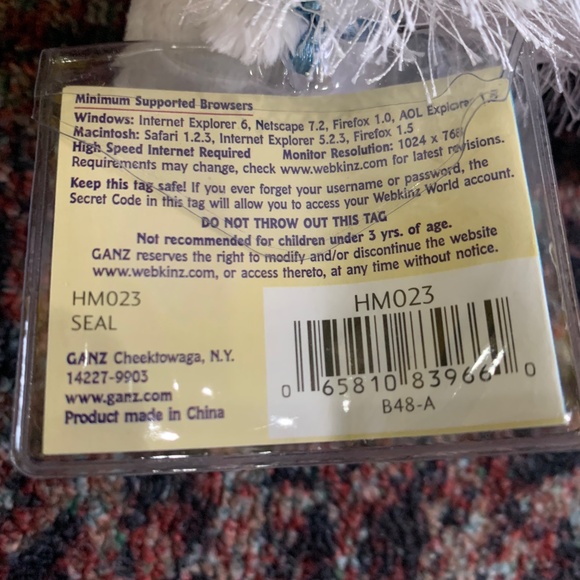 Minimum Supported Browsers
Windows: Internet Explorer 6, Netscape 7.2, Firefox 1.0, AOL Explorer 1.5
Macintosh: Safari 1.2.3, Internet Explorer 5.2.3, Firefox 1.5
High Speed Internet Required Monitor Resolution: 1024 x 768
Requirements may change, check www.webkinz.com for latest revisions.
Keep this tag safe! If you ever forget your username or password, the
Secret Code in this tag will allow you to access your Webkinz World account.
DO NOT THROW OUT THIS TAG
Not recommended for children under 3 yrs. of age.
GANZ reserves the right to modify and/or discontinue the website
www.webkinz.com, or access thereto, at any time without notice.
HM023
SEAL
GANZ Cheektowaga, N.Y.
14227-9903
www.ganz.com
Product made in China
HM023
0 65810 83966 0
B48-A